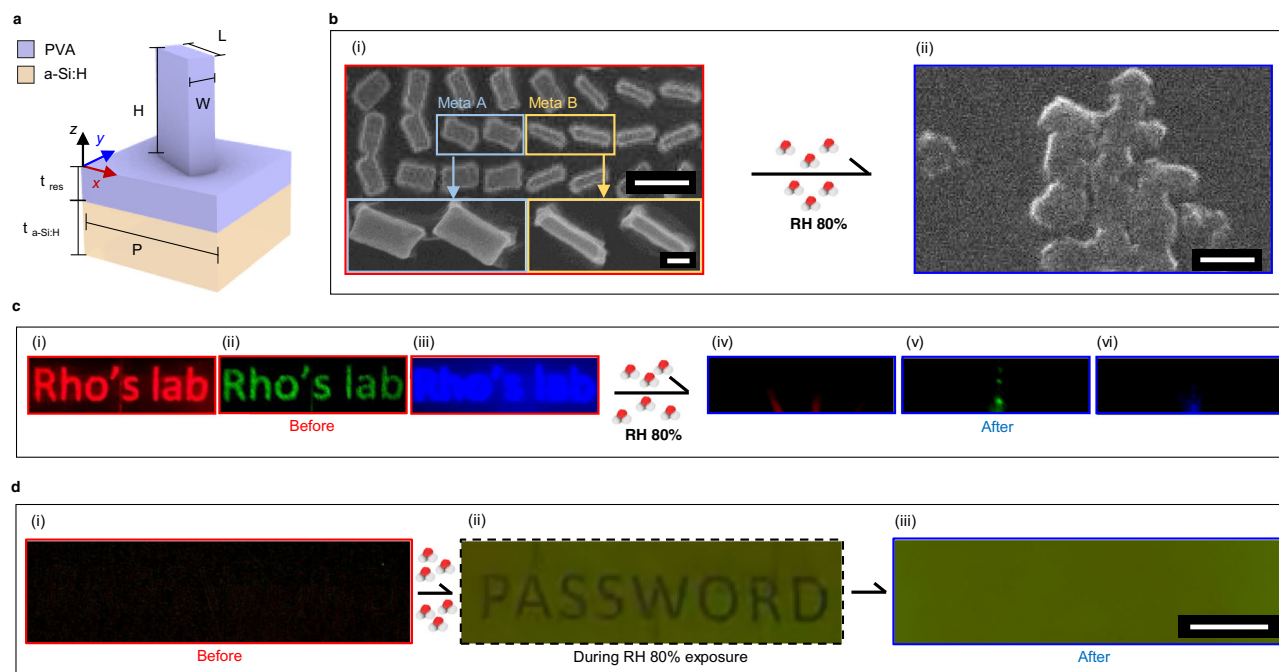 a
PVA
a-Si:H
L
W
H
z
y
x
t res
t a-Si:H
P
b
(i)
Meta A
Meta B
RH 80%
(ii)
c
(i)
(ii)
(iii)
(iv)
(v)
(vi)
Rho's lab
Rho's lab
Rho's lab
Before
RH 80%
After
d
(i)
(ii)
(iii)
PASSWORD
Before
During RH 80% exposure
After